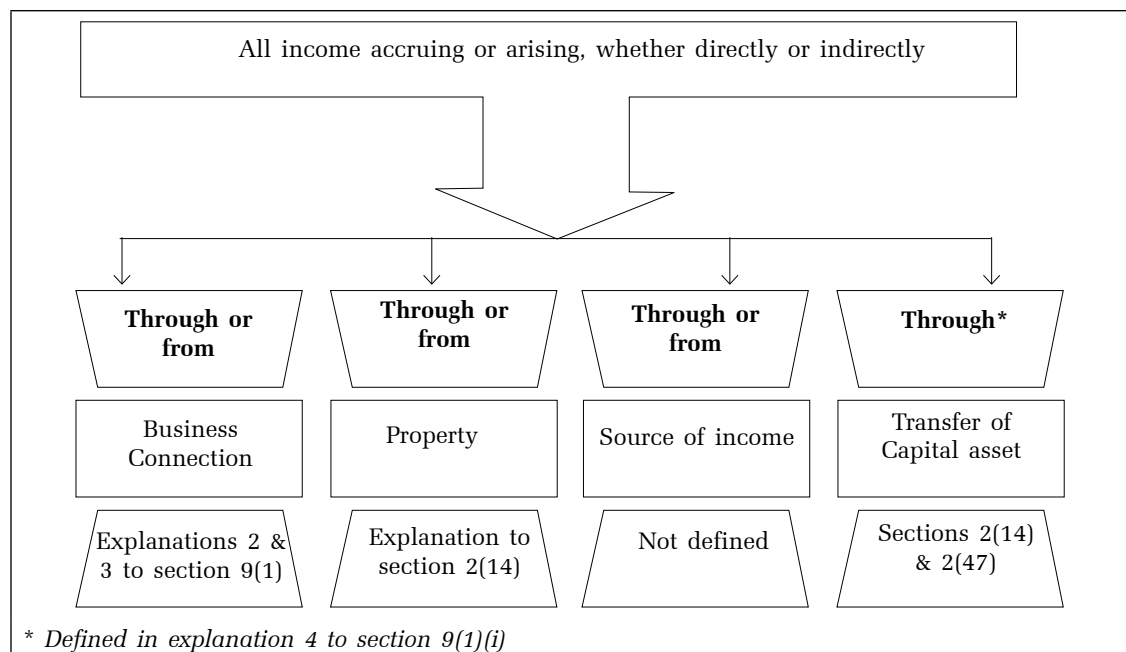 All income accruing or arising, whether directly or indirectly
Through or
from
Through or
from
Through or
from
Through*
Business
Connection
Property
Source of income
Transfer of
Capital asset
Explanations 2 &
3 to section 9(1)
Explanation to
section 2(14)
Not defined
Sections 2(14)
& 2(47)
* Defined in explanation 4 to section 9(1)(i)